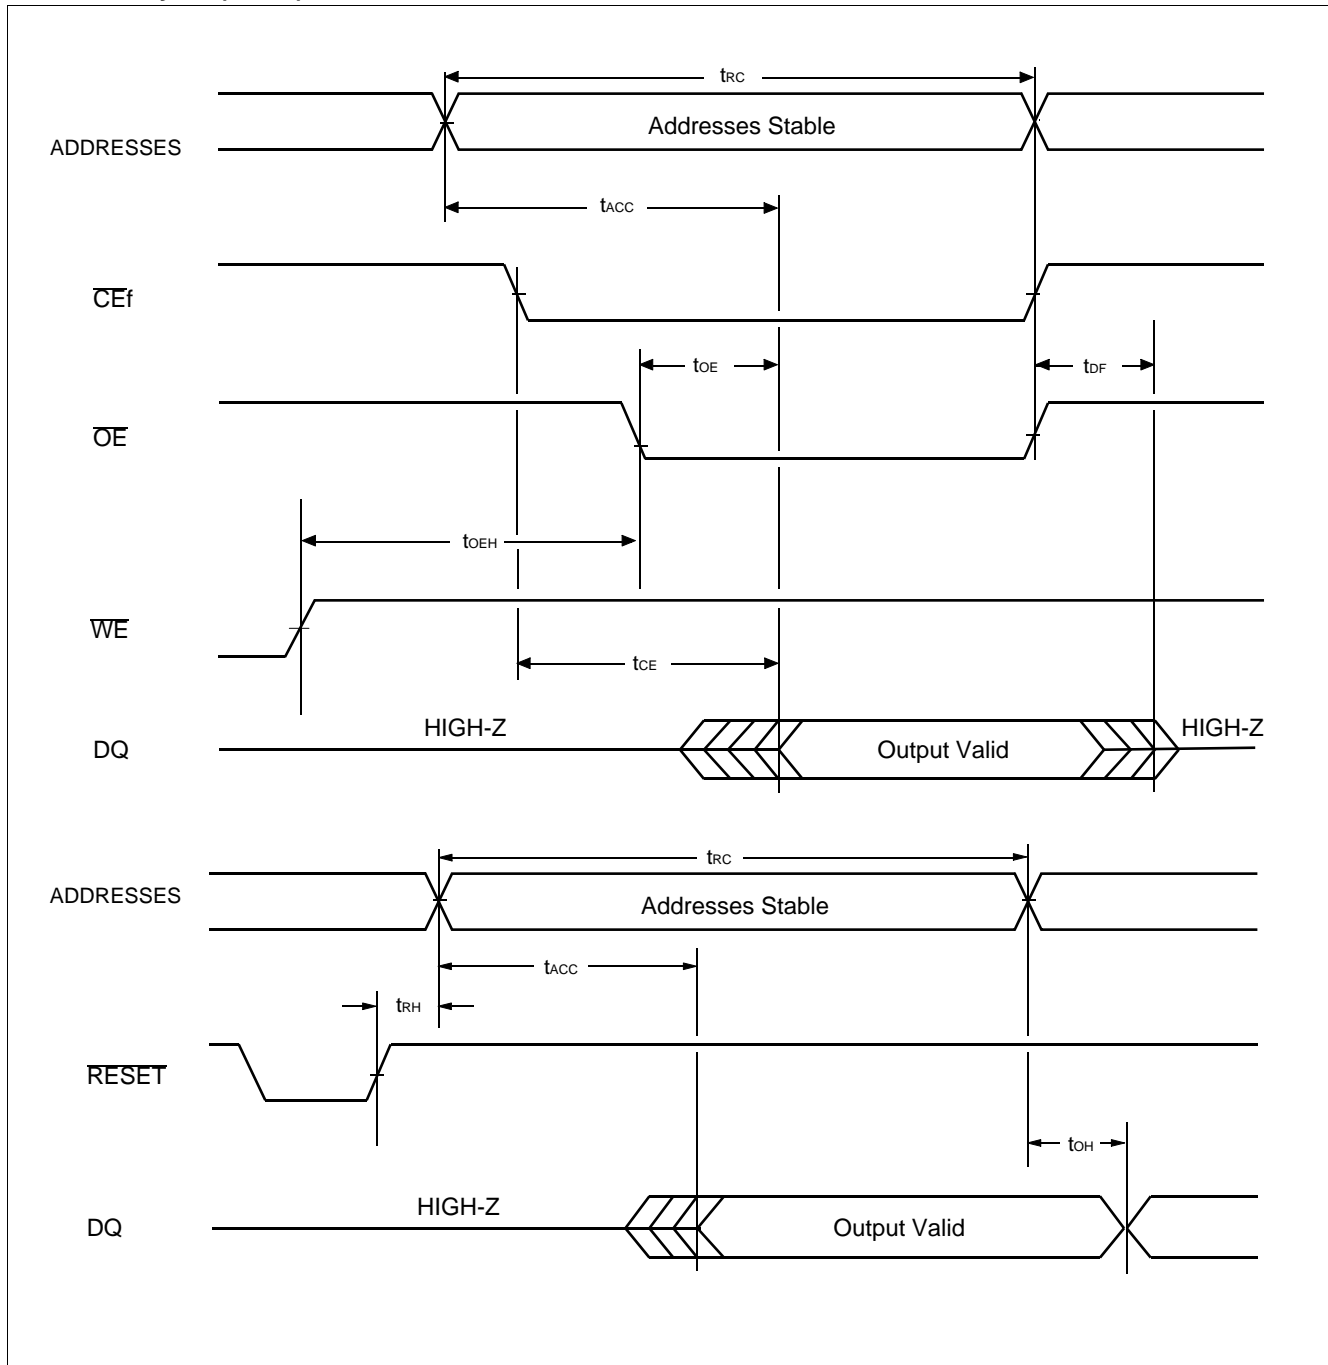 tRC
Addresses Stable
ADDRESSES
tACC
CEf
tOE
tDF
OE
tOEH
WE
tCE
HIGH-Z
HIGH-Z
DQ
Output Valid
tRC
ADDRESSES
Addresses Stable
tACC
tRH
RESET
tOH
HIGH-Z
DQ
Output Valid